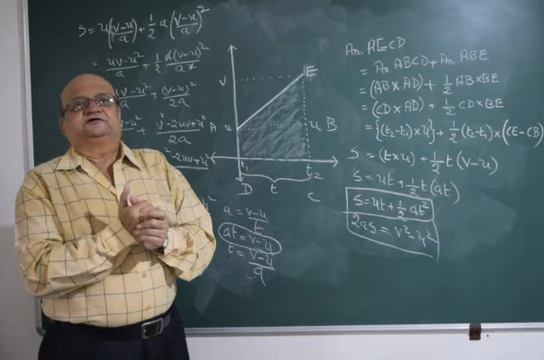 S = u(v-u/a) + 1/2 a(v-u/a)²
= uv-u²/a + 1/2 a(v-u)²/a²
uv-u²/a + (v-u)²/2a
v²-2uv+u²/2a
v
E
A u
u B
t₁
t₂
D
t
C
a = v-u/t
at = v-u
t = v-u/a
Ar. AECD
= Ar. ABCD + Ar. ABE
= (AB × AD) + 1/2 AB × BE
= (CD × AD) + 1/2 CD × BE
= {(t₂-t₁) × u} + 1/2 (t₂-t₁) × (CE-CB)
S = (t × u) + 1/2 t (v-u)
S = ut + 1/2 t (at)
S = ut + 1/2 at²
2as = v²-u²